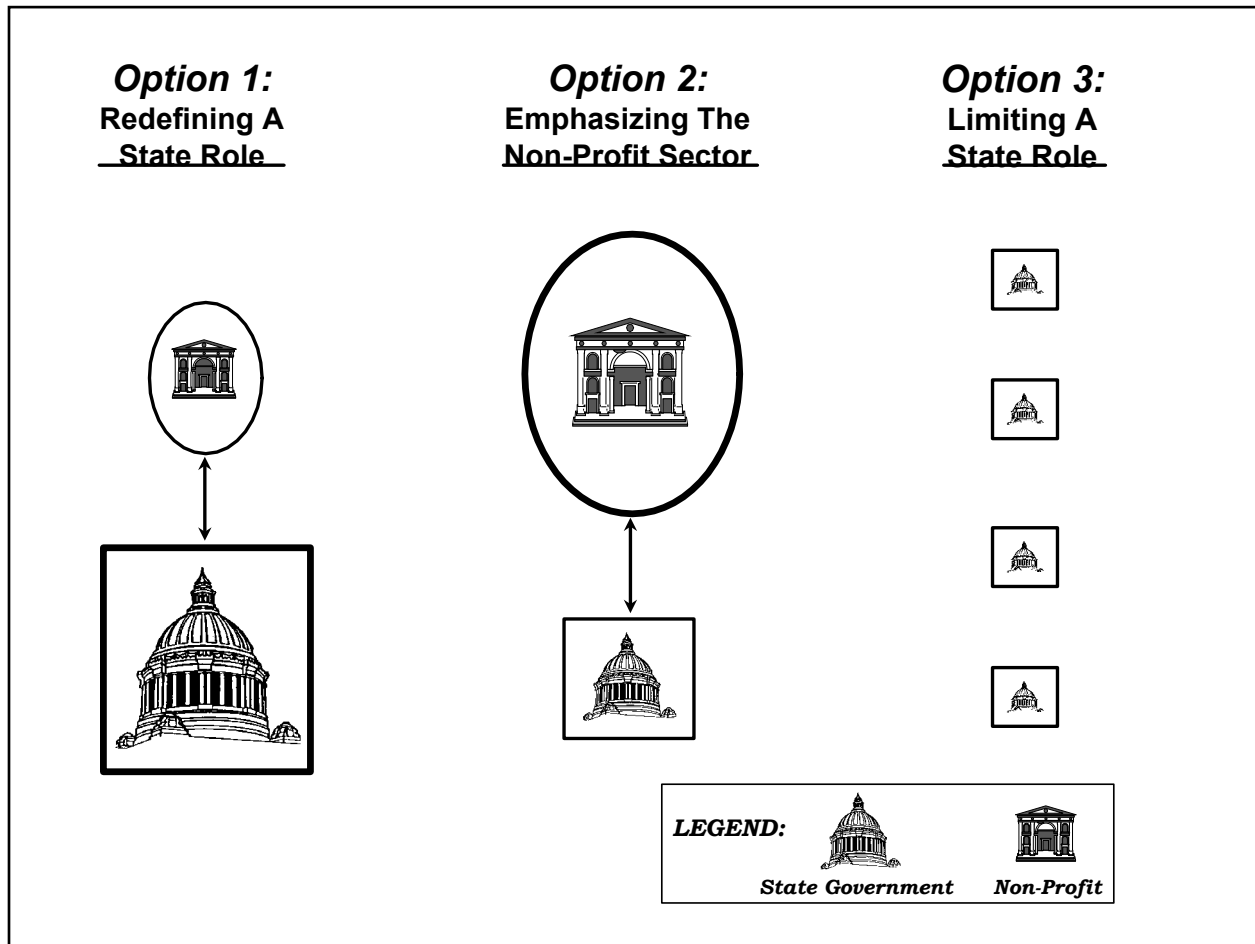 Option 1:
Redefining A
State Role
Option 2:
Emphasizing The
Non-Profit Sector
Option 3:
Limiting A
State Role
LEGEND:
State Government
Non-Profit